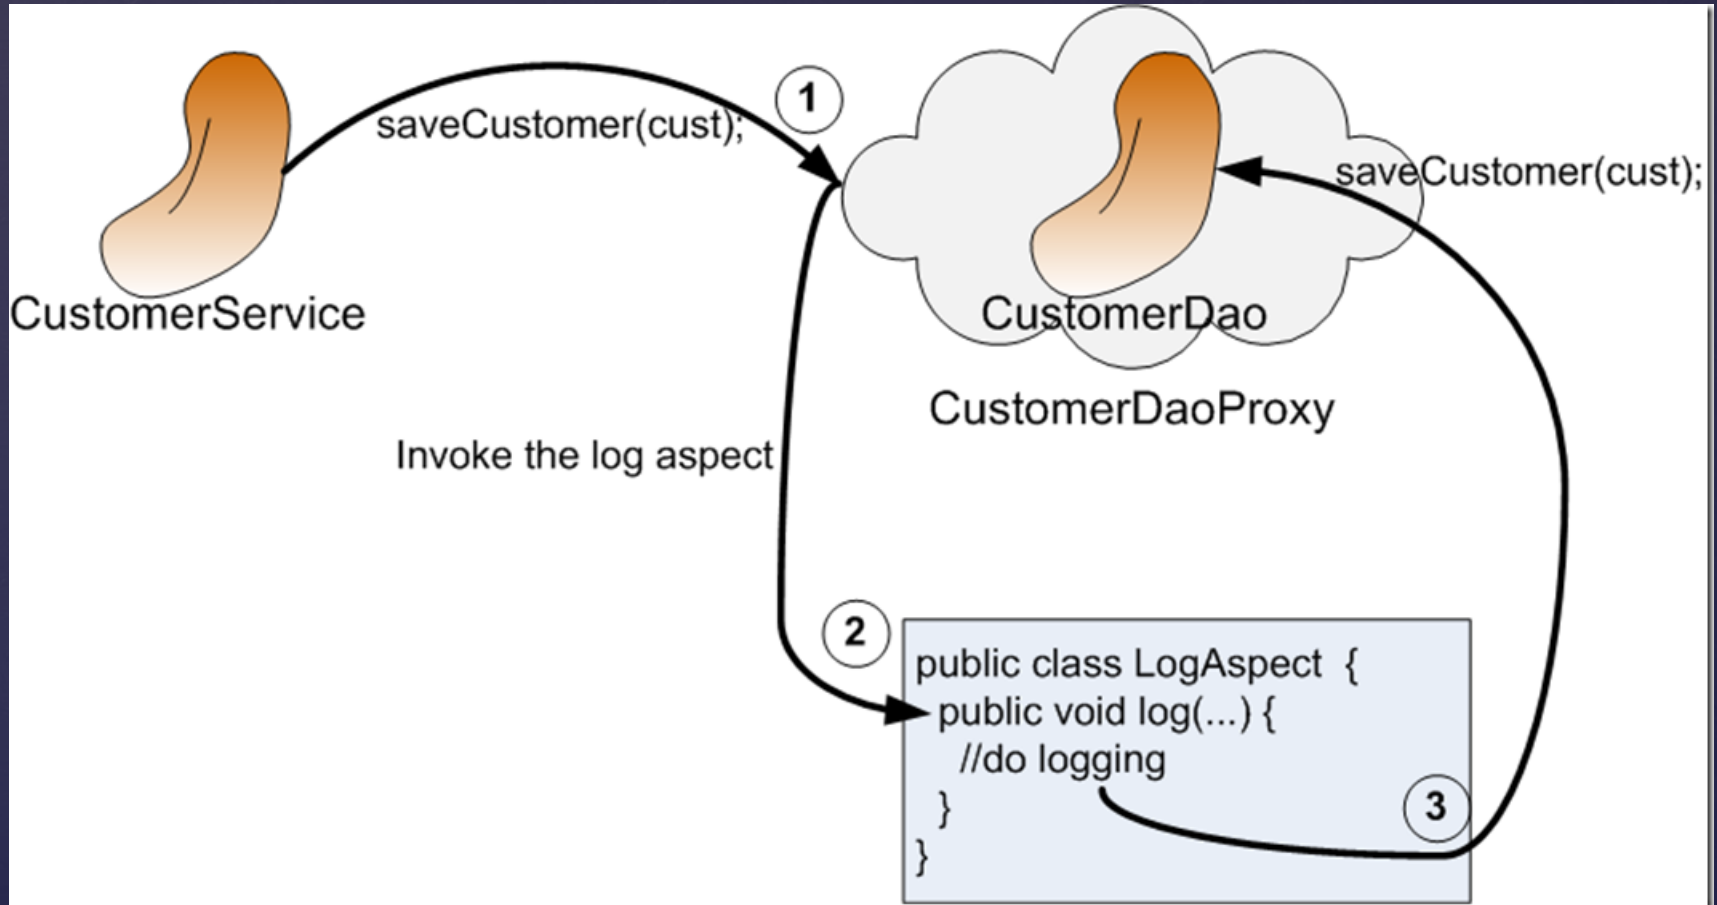 saveCustomer(cust);
1
saveCustomer(cust);
CustomerService
CustomerDao
CustomerDaoProxy
Invoke the log aspect
2
public class LogAspect {
public void log(...) {
//do logging
}
3
}